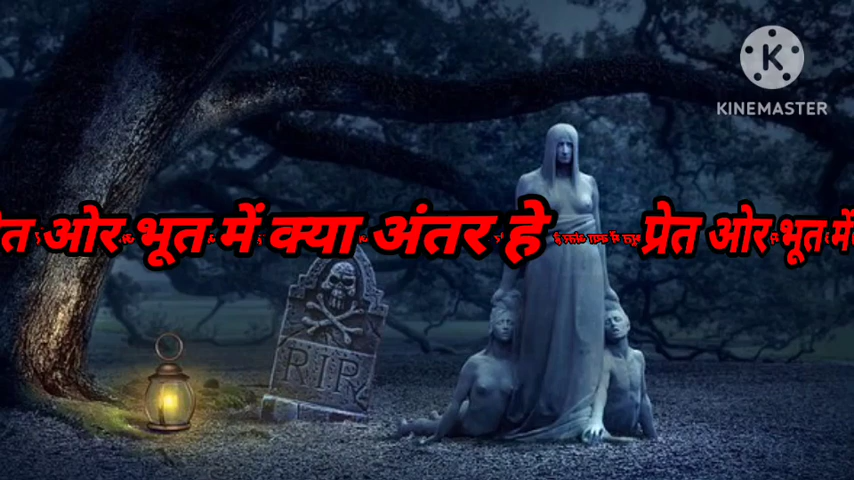 KINEMASTER
त ओर भूत में क्या अंतर हे प्रेत ओर भूत में
RIP